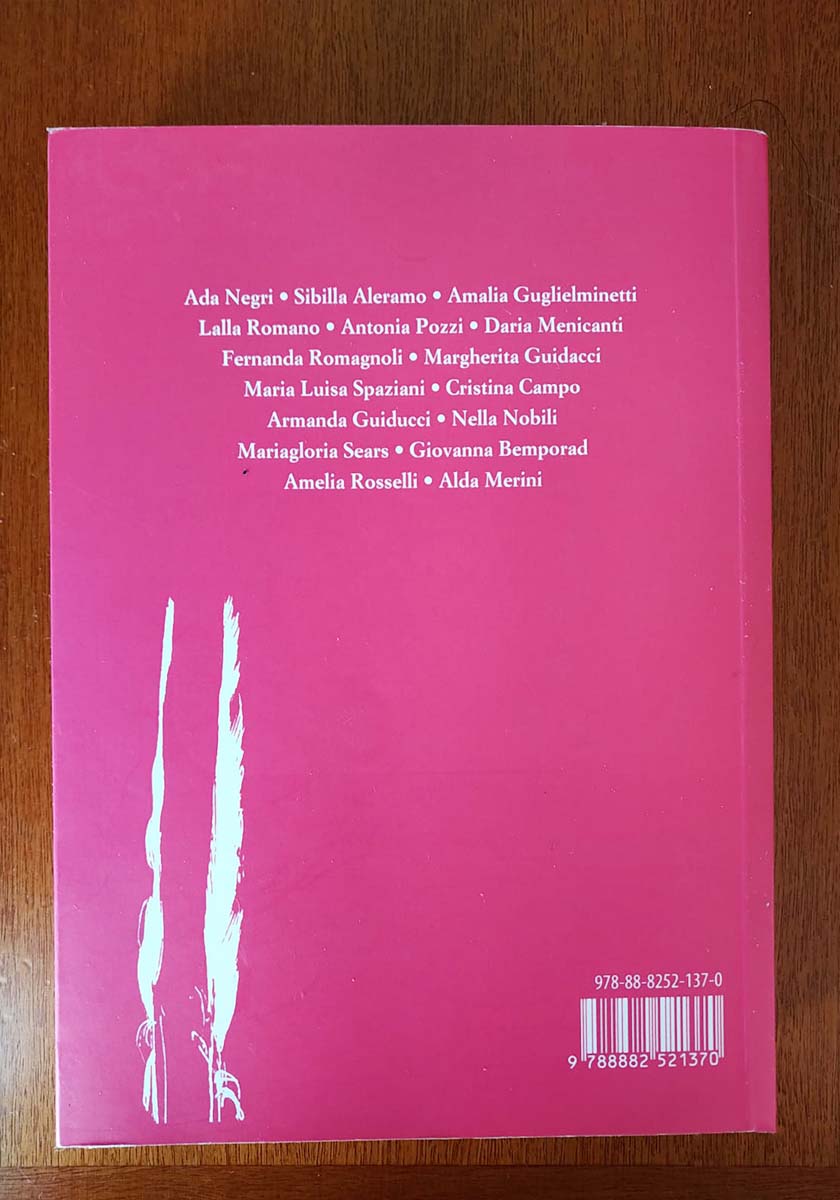 Ada Negri • Sibilla Aleramo • Amalia Guglielminetti
Lalla Romano • Antonia Pozzi • Daria Menicanti
Fernanda Romagnoli • Margherita Guidacci
Maria Luisa Spaziani • Cristina Campo
Armanda Guiducci • Nella Nobili
Mariagloria Sears • Giovanna Bemporad
Amelia Rosselli • Alda Merini
978-88-8252-137-0
9 788882 521370